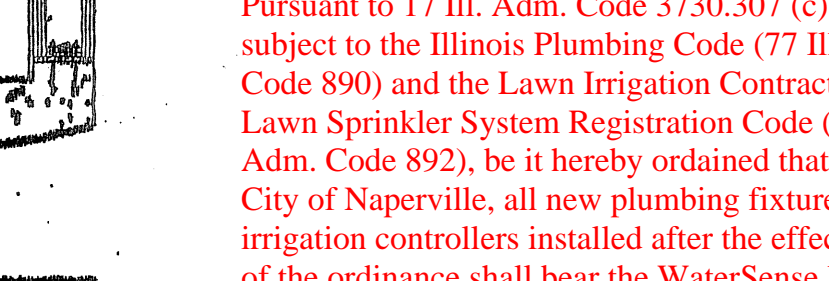 Pursuant to 17 Ill. Adm. Code 3730.307 (c)
subject to the Illinois Plumbing Code (77 Ill
Code 890) and the Lawn Irrigation Contract
Lawn Sprinkler System Registration Code (
Adm. Code 892), be it hereby ordained that
City of Naperville, all new plumbing fixture
irrigation controllers installed after the effec
of the ordinance shall bear the WaterSense